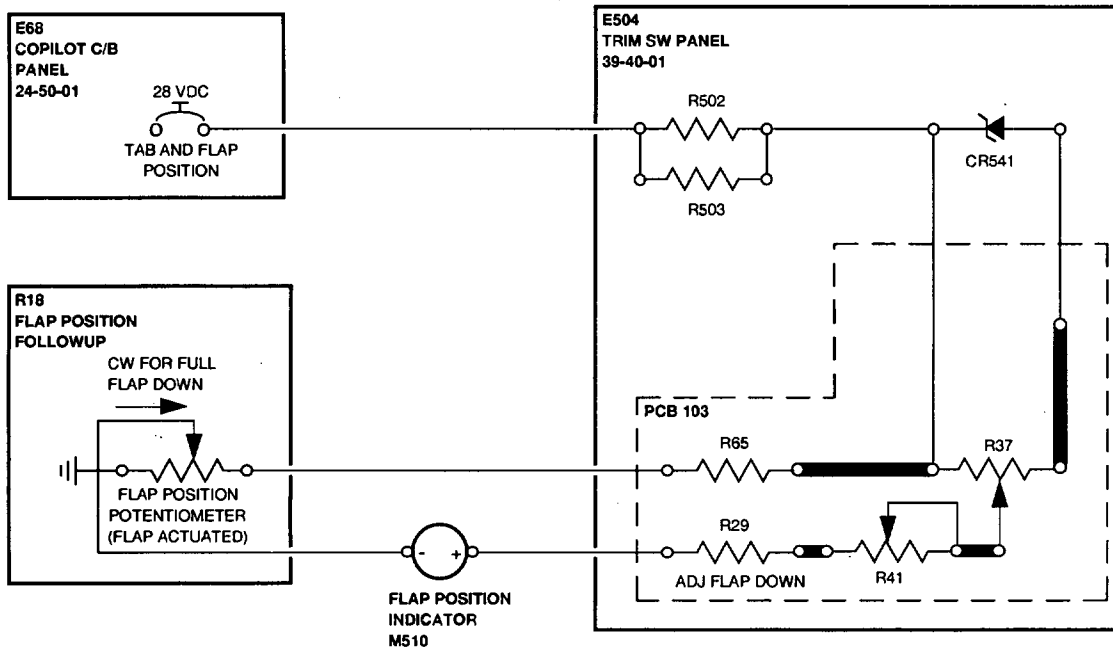 E68
COPILOT C/B
PANEL
24-50-01
28 VDC
TAB AND FLAP
POSITION
E504
TRIM SW PANEL
39-40-01
R502
R503
CR541
R18
FLAP POSITION
FOLLOWUP
CW FOR FULL
FLAP DOWN
FLAP POSITION
POTENTIOMETER
(FLAP ACTUATED)
PCB 103
R65
R37
R29
ADJ FLAP DOWN
R41
-
+
FLAP POSITION
INDICATOR
M510